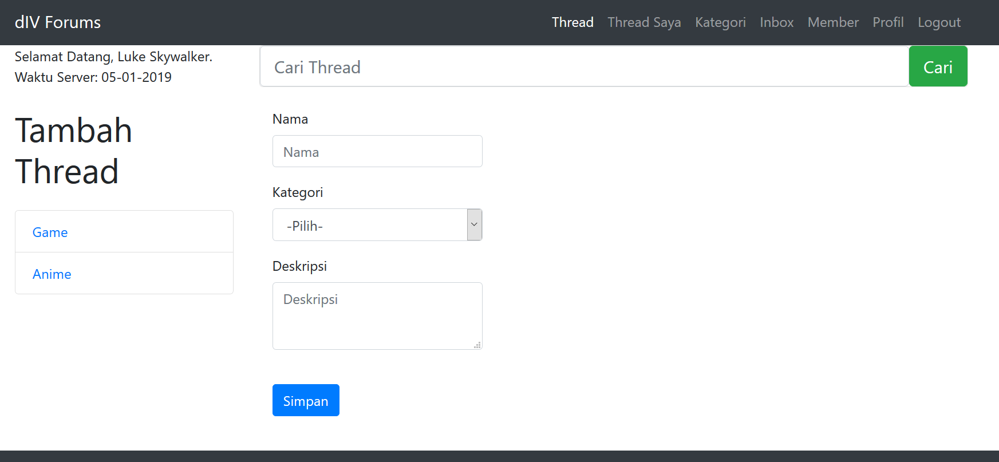 dIV Forums
Thread Thread Saya Kategori Inbox Member Profil Logout
Selamat Datang, Luke Skywalker.
Waktu Server: 05-01-2019
Cari Thread
Cari
Tambah
Thread
Game
Anime
Nama
Nama
Kategori
-Pilih-
Deskripsi
Deskripsi
Simpan